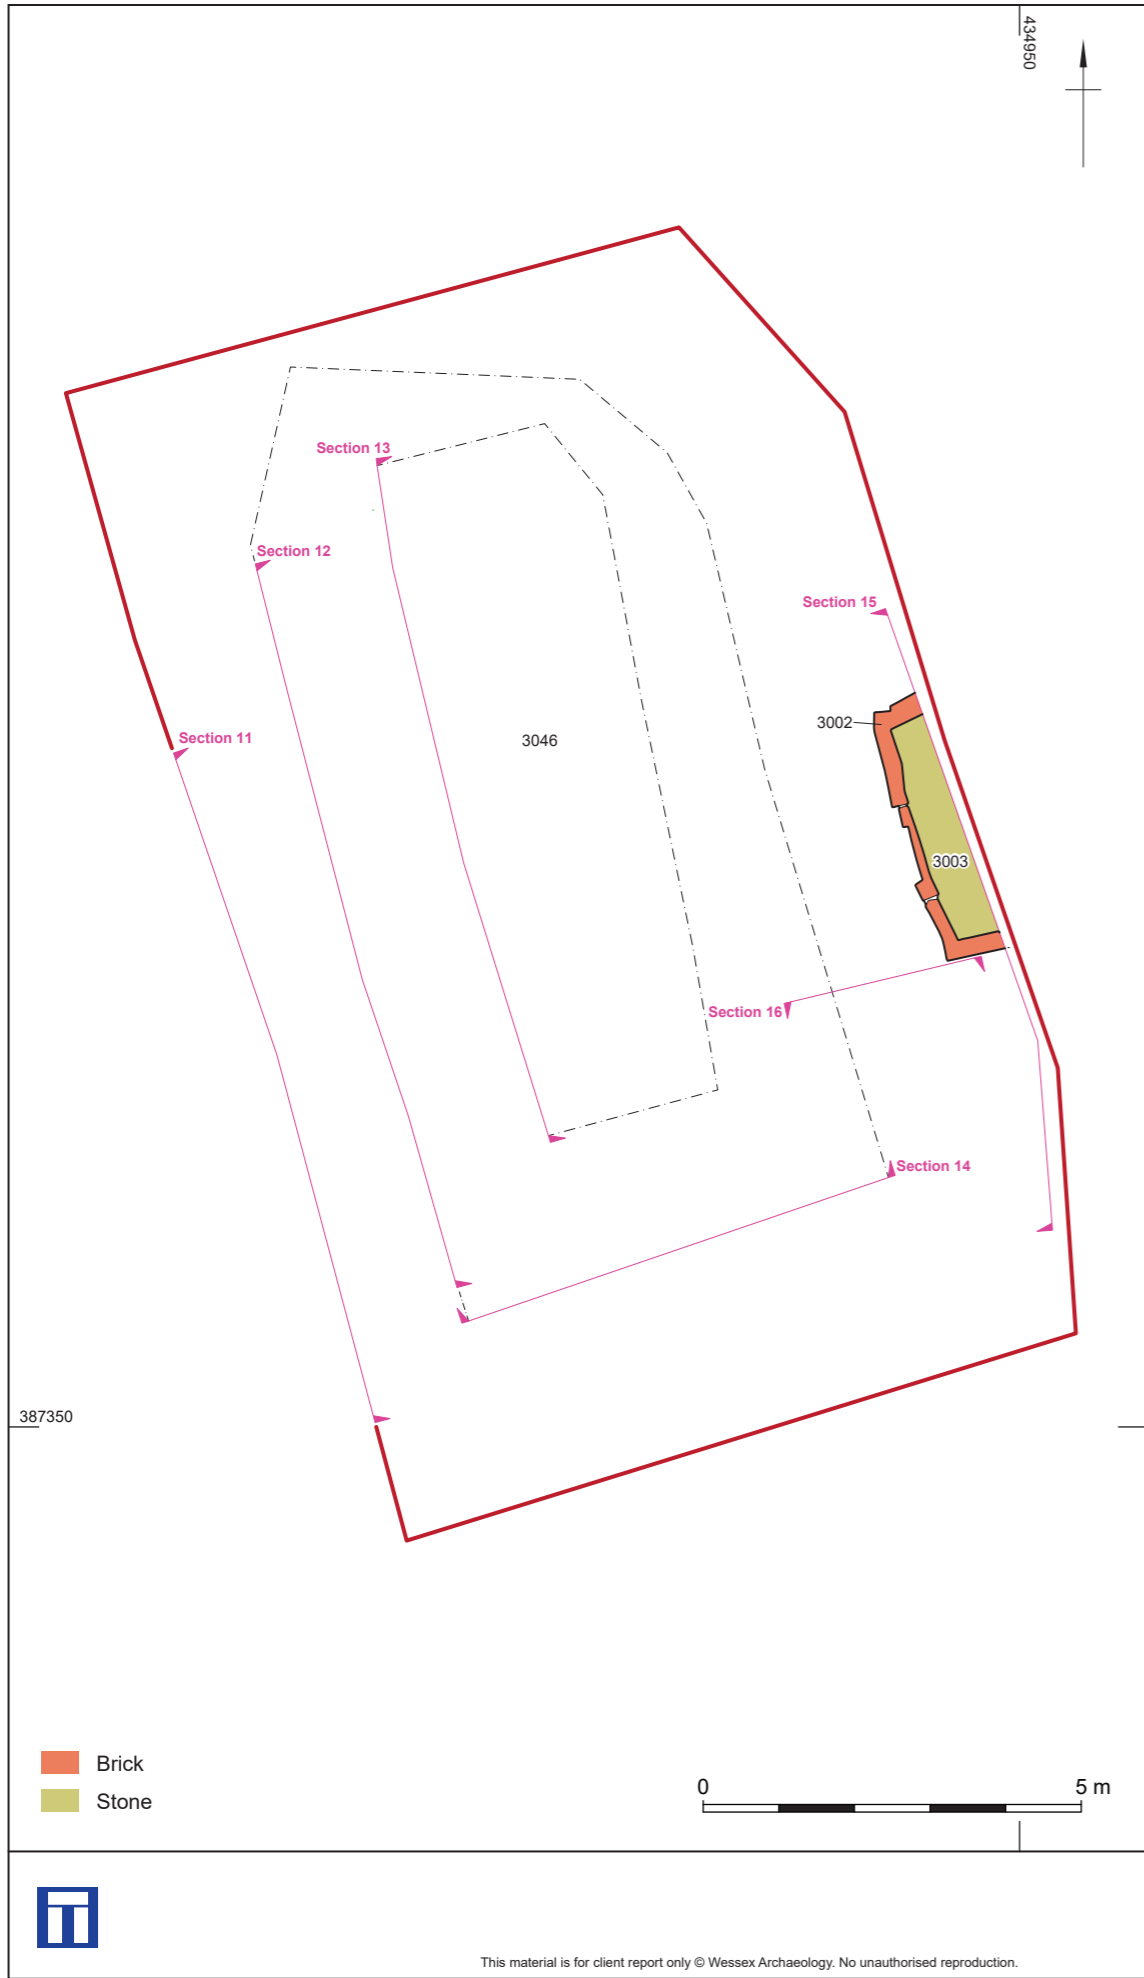 434950
Section 13
Section 12
Section 15
Section 11
3002
3046
3003
Section 16
Section 14
387350
Brick
Stone
0 5 m
This material is for client report only © Wessex Archaeology. No unauthorised reproduction.